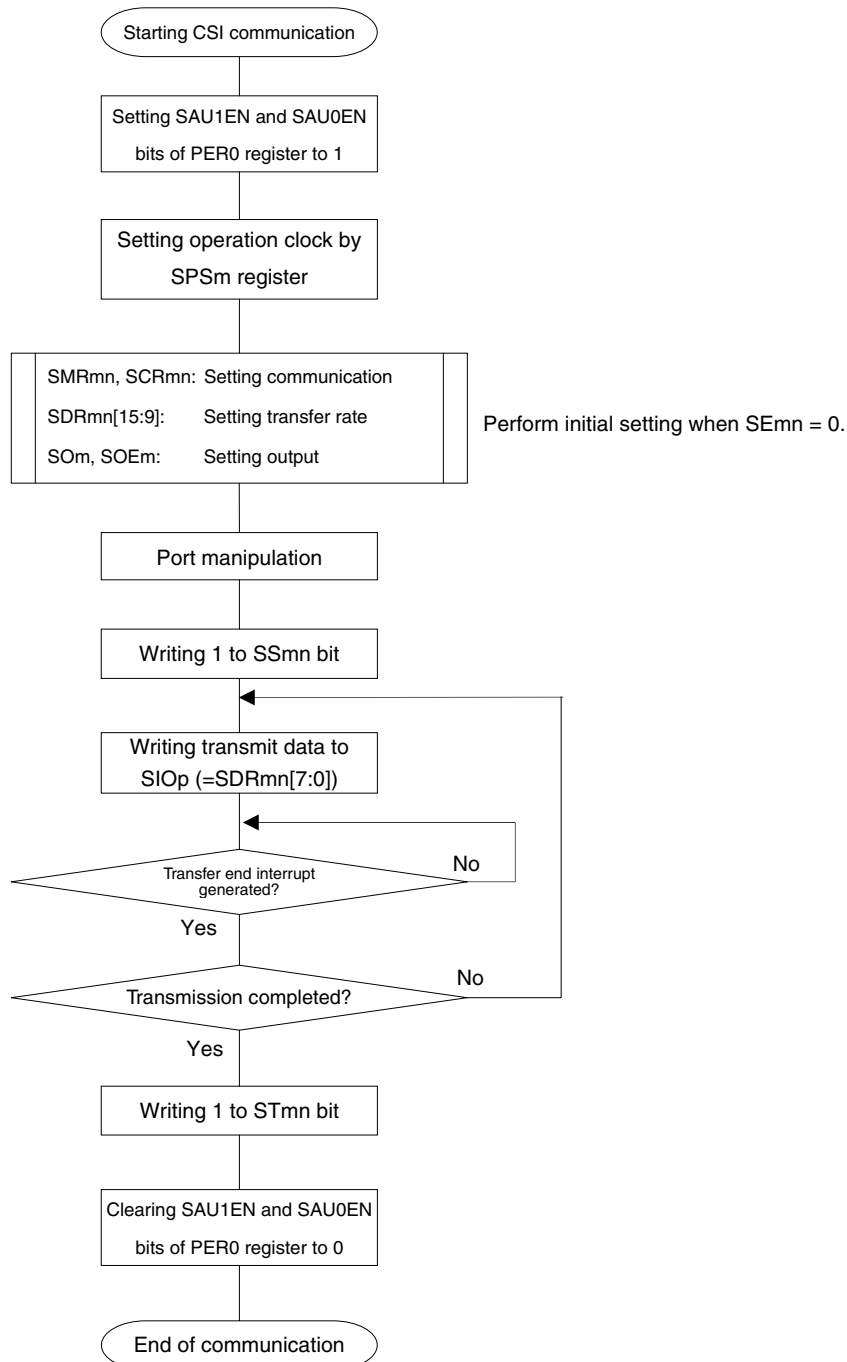 Starting CSI communication
Setting SAU1EN and SAU0EN
bits of PER0 register to 1
Setting operation clock by
SPSm register
SMRmn, SCRmn: Setting communication
SDRmn[15:9]: Setting transfer rate
SOm, SOEm: Setting output
Perform initial setting when SEmn = 0.
Port manipulation
Writing 1 to SSmn bit
Writing transmit data to
SIOp (=SDRmn[7:0])
Transfer end interrupt
generated?
No
Yes
Transmission completed?
No
Yes
Writing 1 to STmn bit
Clearing SAU1EN and SAU0EN
bits of PER0 register to 0
End of communication